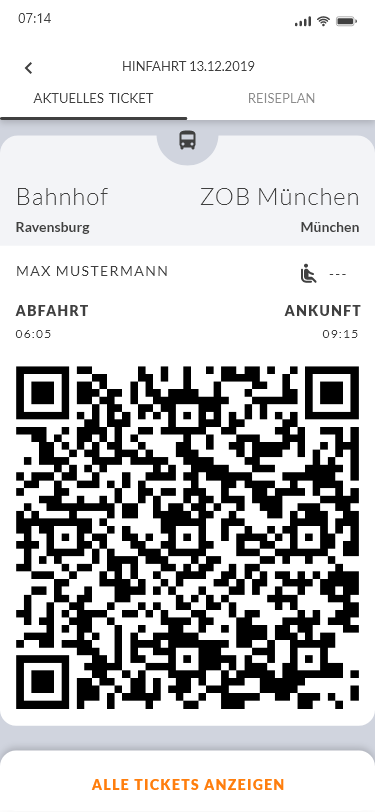 07:14
HINFAHRT 13.12.2019
AKTUELLES TICKET
REISEPLAN
Bahnhof
ZOB München
Ravensburg
München
MAX MUSTERMANN
---
ABFAHRT
ANKUNFT
06:05
09:15
ALLE TICKETS ANZEIGEN